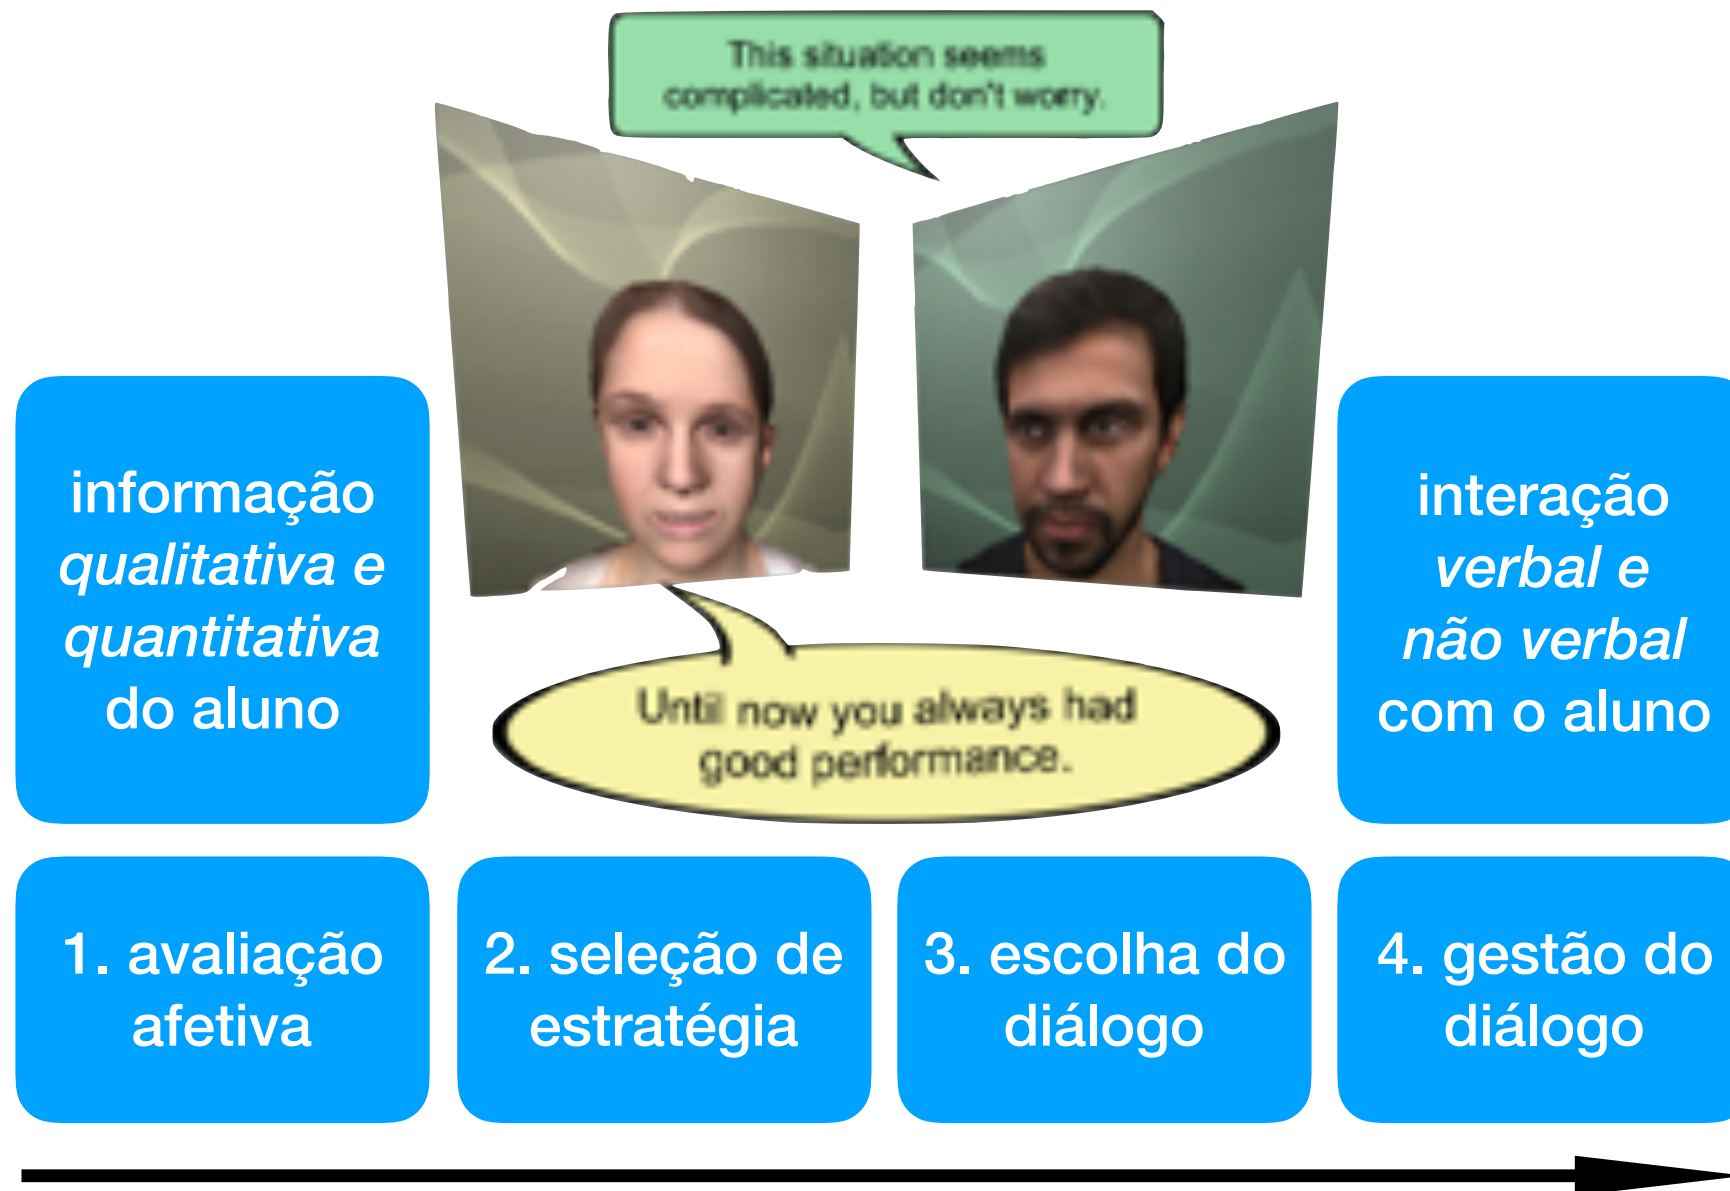 This situation seems
complicated, but don't worry.
informação
qualitativa e
quantitativa
do aluno
Until now you always had
good performance.
interação
verbal e
não verbal
com o aluno
1. avaliação
afetiva
2. seleção de
estratégia
3. escolha do
diálogo
4. gestão do
diálogo